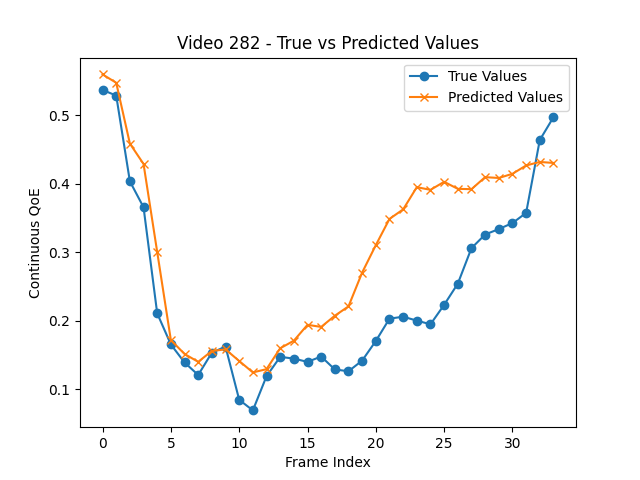 Video 282 - True vs Predicted Values
True Values
Predicted Values
Continuous QoE
0.5
0.4
0.3
0.2
0.1
0 5 10 15 20 25 30
Frame Index